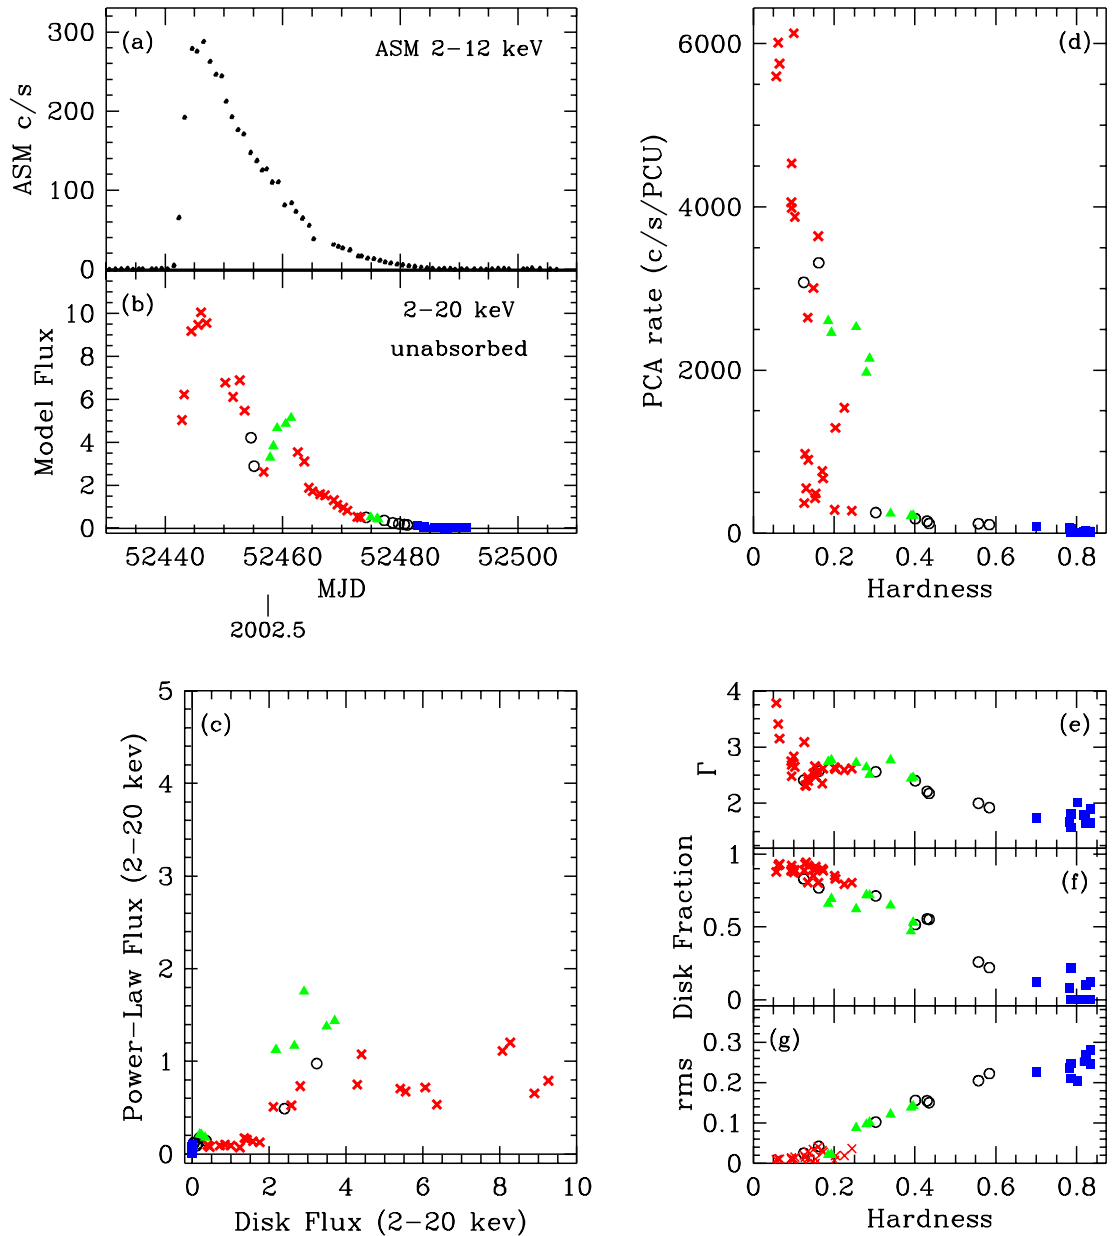 (a)
ASM 2-12 keV
300
200
100
0
ASM c/s
(b)
2-20 keV
unabsorbed
10
8
6
4
2
0
Model Flux
52440 52460 52480 52500
MJD
2002.5
(d)
6000
4000
2000
0
PCA rate (c/s/PCU)
0 0.2 0.4 0.6 0.8
Hardness
(c)
5
4
3
2
1
0
Power-Law Flux (2-20 kev)
0 2 4 6 8 10
Disk Flux (2-20 kev)
(e)
4
3
2
Γ
(f)
1
0.5
0
Disk Fraction
(g)
0.3
0.2
0.1
0
rms
0 0.2 0.4 0.6 0.8
Hardness